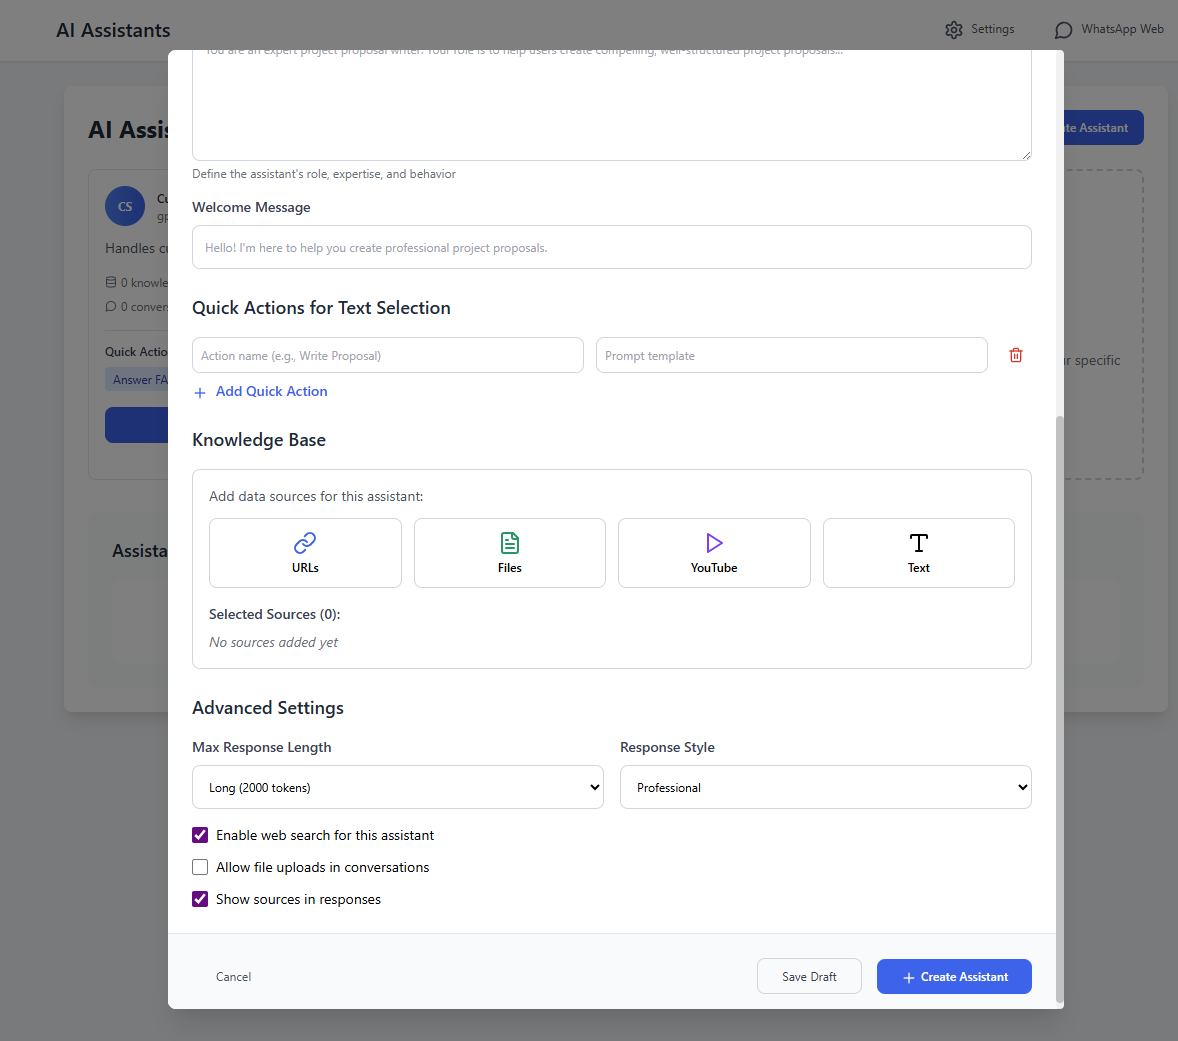 AI Assistants
Settings
WhatsApp Web
AI Assis
te Assistant
You are an expert project proposal writer. Your role is to help users create compelling, well-structured project proposals...
Define the assistant's role, expertise, and behavior
CS
Cu
gp
Handles cu
0 knowle
0 convers
Quick Actio
Answer FA
r specific
Assista
Welcome Message
Hello! I'm here to help you create professional project proposals.
Quick Actions for Text Selection
Action name (e.g., Write Proposal)
Prompt template
Add Quick Action
Knowledge Base
Add data sources for this assistant:
URLs
Files
YouTube
Text
Selected Sources (0):
No sources added yet
Advanced Settings
Max Response Length
Response Style
Long (2000 tokens)
Professional
Enable web search for this assistant
Allow file uploads in conversations
Show sources in responses
Cancel
Save Draft
Create Assistant